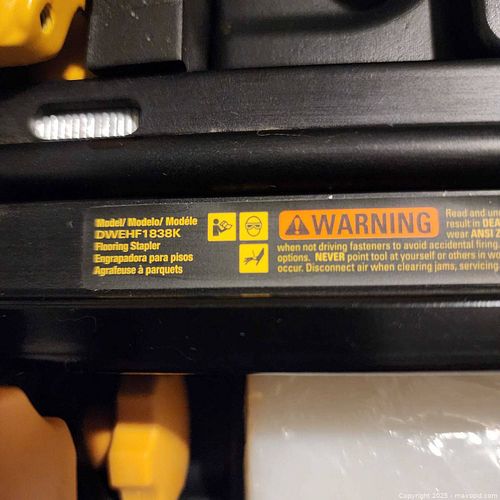 Model/ Modelo/ Modéle
DWEHF1838K
Flooring Stapler
Engrapadora para pisos
Agrafeuse à parquets
WARNING
Read and un
result in DEA
wear ANSI Z
when not driving fasteners to avoid accidental firing
options. NEVER point tool at yourself or others in wo
occur. Disconnect air when clearing jams, servicing
© Copyright 2025 - maxsold.com